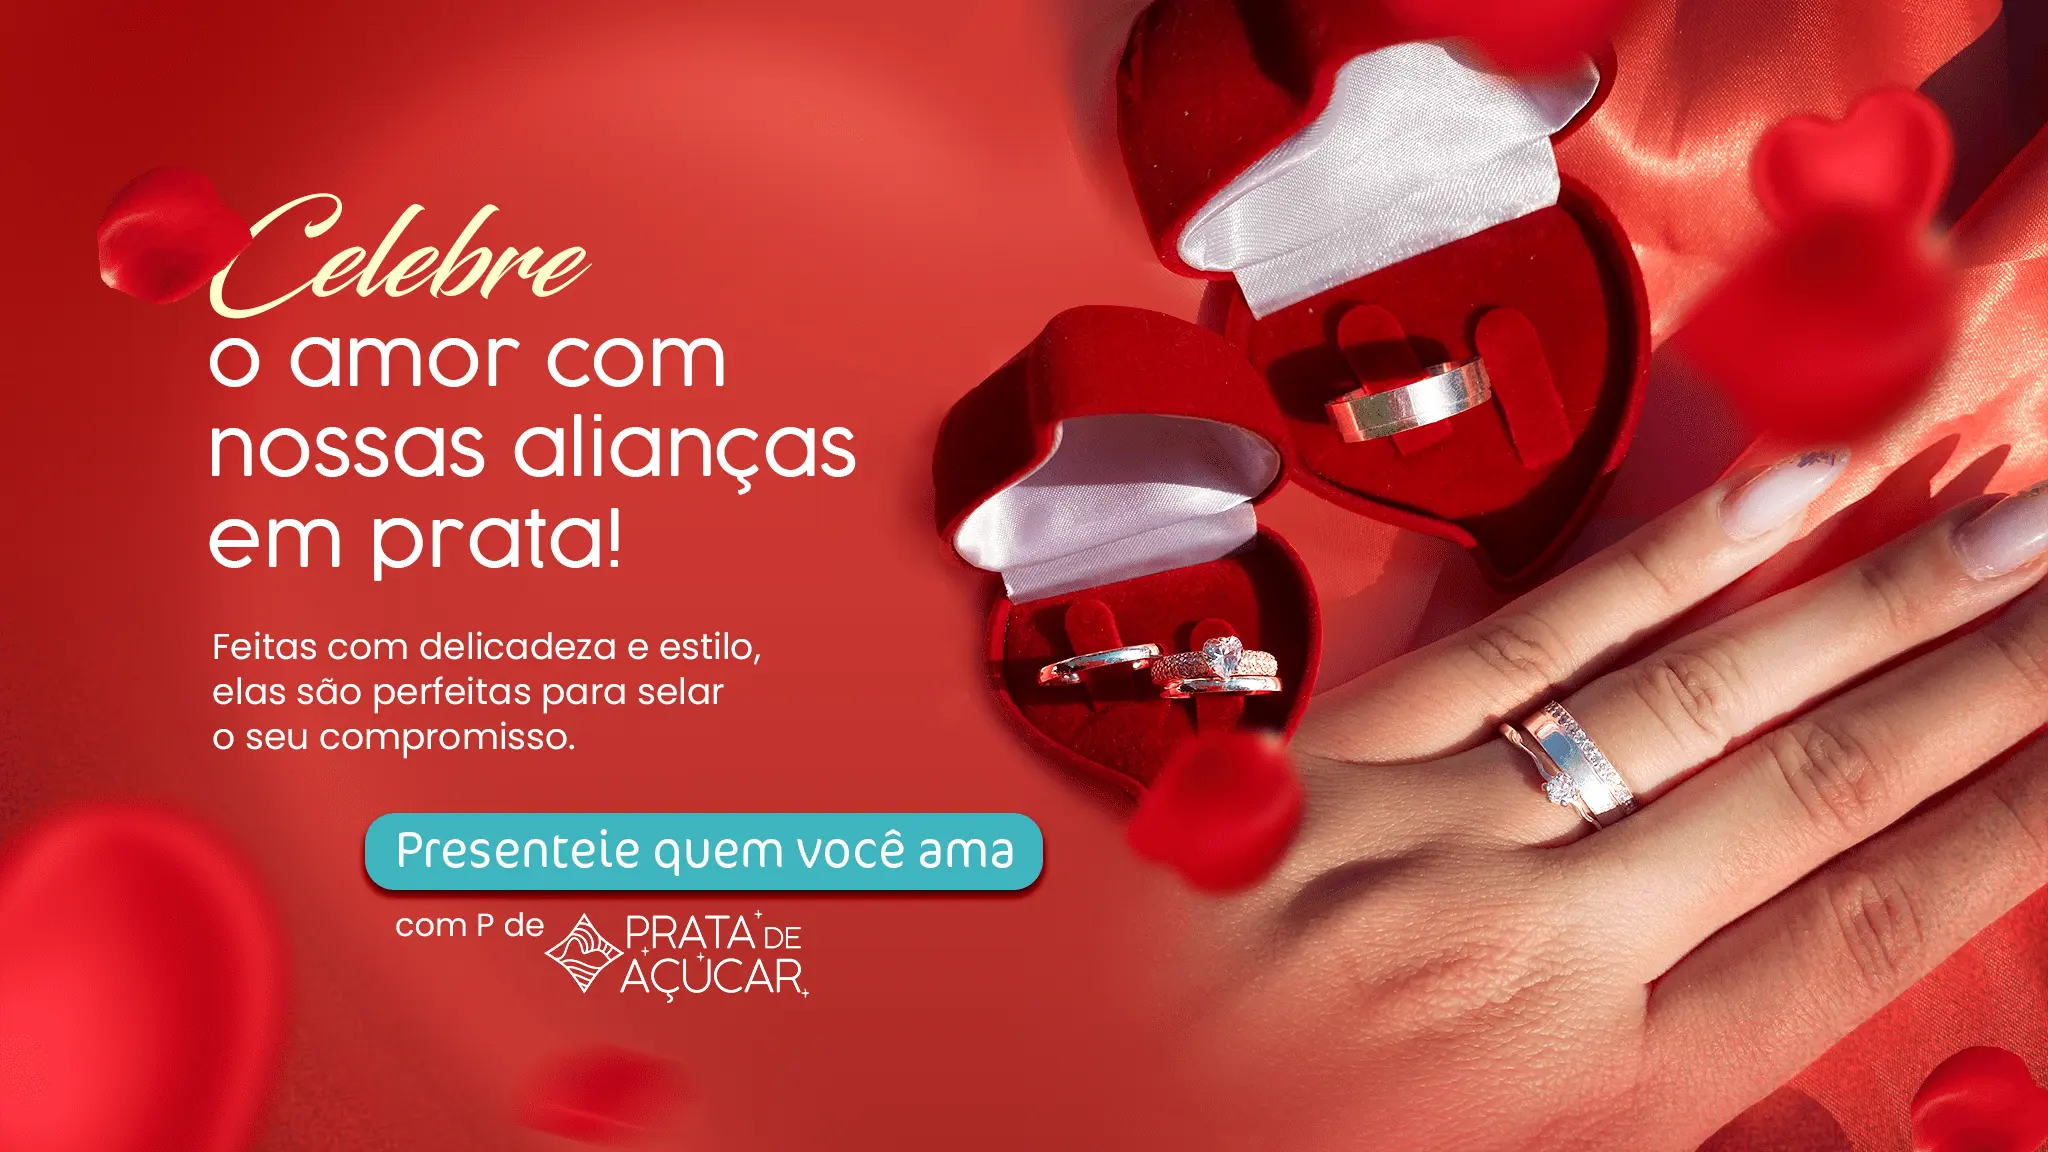 Celebre
o amor com
nossas alianças
em prata!
Feitas com delicadeza e estilo,
elas são perfeitas para selar
o seu compromisso.
Presenteie quem você ama
com P de
PRATA DE
AÇÚCAR